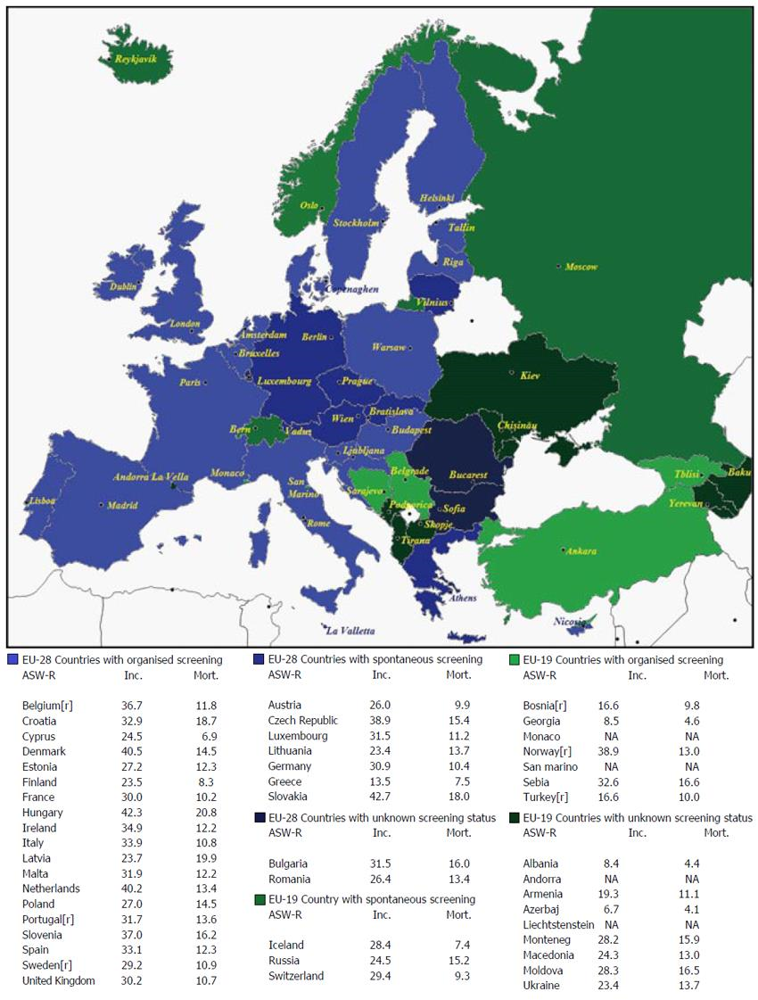 Reykjavik
Oslo
Helsinki
Stockholm
Tallin
Riga
Moscow
Dublin
Copenaghen
Vilnius
London
Amsterdam
Berlin
Warsaw
Bruxelles
Kiev
Paris
Luxembourg
Prague
Wien
Bratislava
Chişinău
Bern
Vaduz
Budapest
Ljubljana
Andorra La Vella
Monaco
San
Marino
Belgrade
Bucarest
Tblisi
Baku
Sarajevo
Lisboa
Madrid
Podgorica
Sofia
Yerevan
Rome
Skopje
Tirana
Ankara
Athens
Nicosia
La Valletta
EU-28 Countries with organised screening
ASW-R Inc. Mort.
Belgium[r] 36.7 11.8
Croatia 32.9 18.7
Cyprus 24.5 6.9
Denmark 40.5 14.5
Estonia 27.2 12.3
Finland 23.5 8.3
France 30.0 10.2
Hungary 42.3 20.8
Ireland 34.9 12.2
Italy 33.9 10.8
Latvia 23.7 19.9
Malta 31.9 12.2
Netherlands 40.2 13.4
Poland 27.0 14.5
Portugal[r] 31.7 13.6
Slovenia 37.0 16.2
Spain 33.1 12.3
Sweden[r] 29.2 10.9
United Kingdom 30.2 10.7
EU-28 Countries with spontaneous screening
ASW-R Inc. Mort.
Austria 26.0 9.9
Czech Republic 38.9 15.4
Luxembourg 31.5 11.2
Lithuania 23.4 13.7
Germany 30.9 10.4
Greece 13.5 7.5
Slovakia 42.7 18.0
EU-28 Countries with unknown screening status
ASW-R Inc. Mort.
Bulgaria 31.5 16.0
Romania 26.4 13.4
EU-19 Country with spontaneous screening
ASW-R Inc. Mort.
Iceland 28.4 7.4
Russia 24.5 15.2
Switzerland 29.4 9.3
EU-19 Countries with organised screening
ASW-R Inc. Mort.
Bosnia[r] 16.6 9.8
Georgia 8.5 4.6
Monaco NA NA
Norway[r] 38.9 13.0
San marino NA NA
Sebia 32.6 16.6
Turkey[r] 16.6 10.0
EU-19 Countries with unknown screening status
ASW-R Inc. Mort.
Albania 8.4 4.4
Andorra NA NA
Armenia 19.3 11.1
Azerbaj 6.7 4.1
Liechtstenstein NA NA
Monteneg 28.2 15.9
Macedonia 24.3 13.0
Moldova 28.3 16.5
Ukraine 23.4 13.7